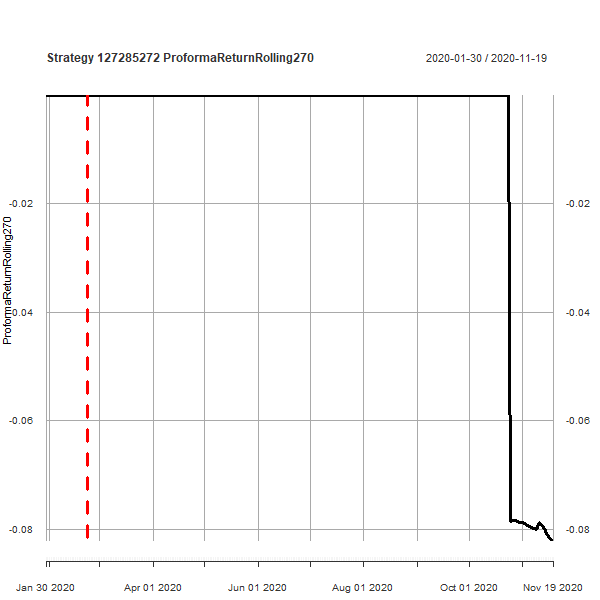 Strategy 127285272 ProformaReturnRolling270
2020-01-30 / 2020-11-19
ProformaReturnRolling270
-0.02
-0.04
-0.06
-0.08
-0.02
-0.04
-0.06
-0.08
Jan 30 2020
Apr 01 2020
Jun 01 2020
Aug 01 2020
Oct 01 2020
Nov 19 2020